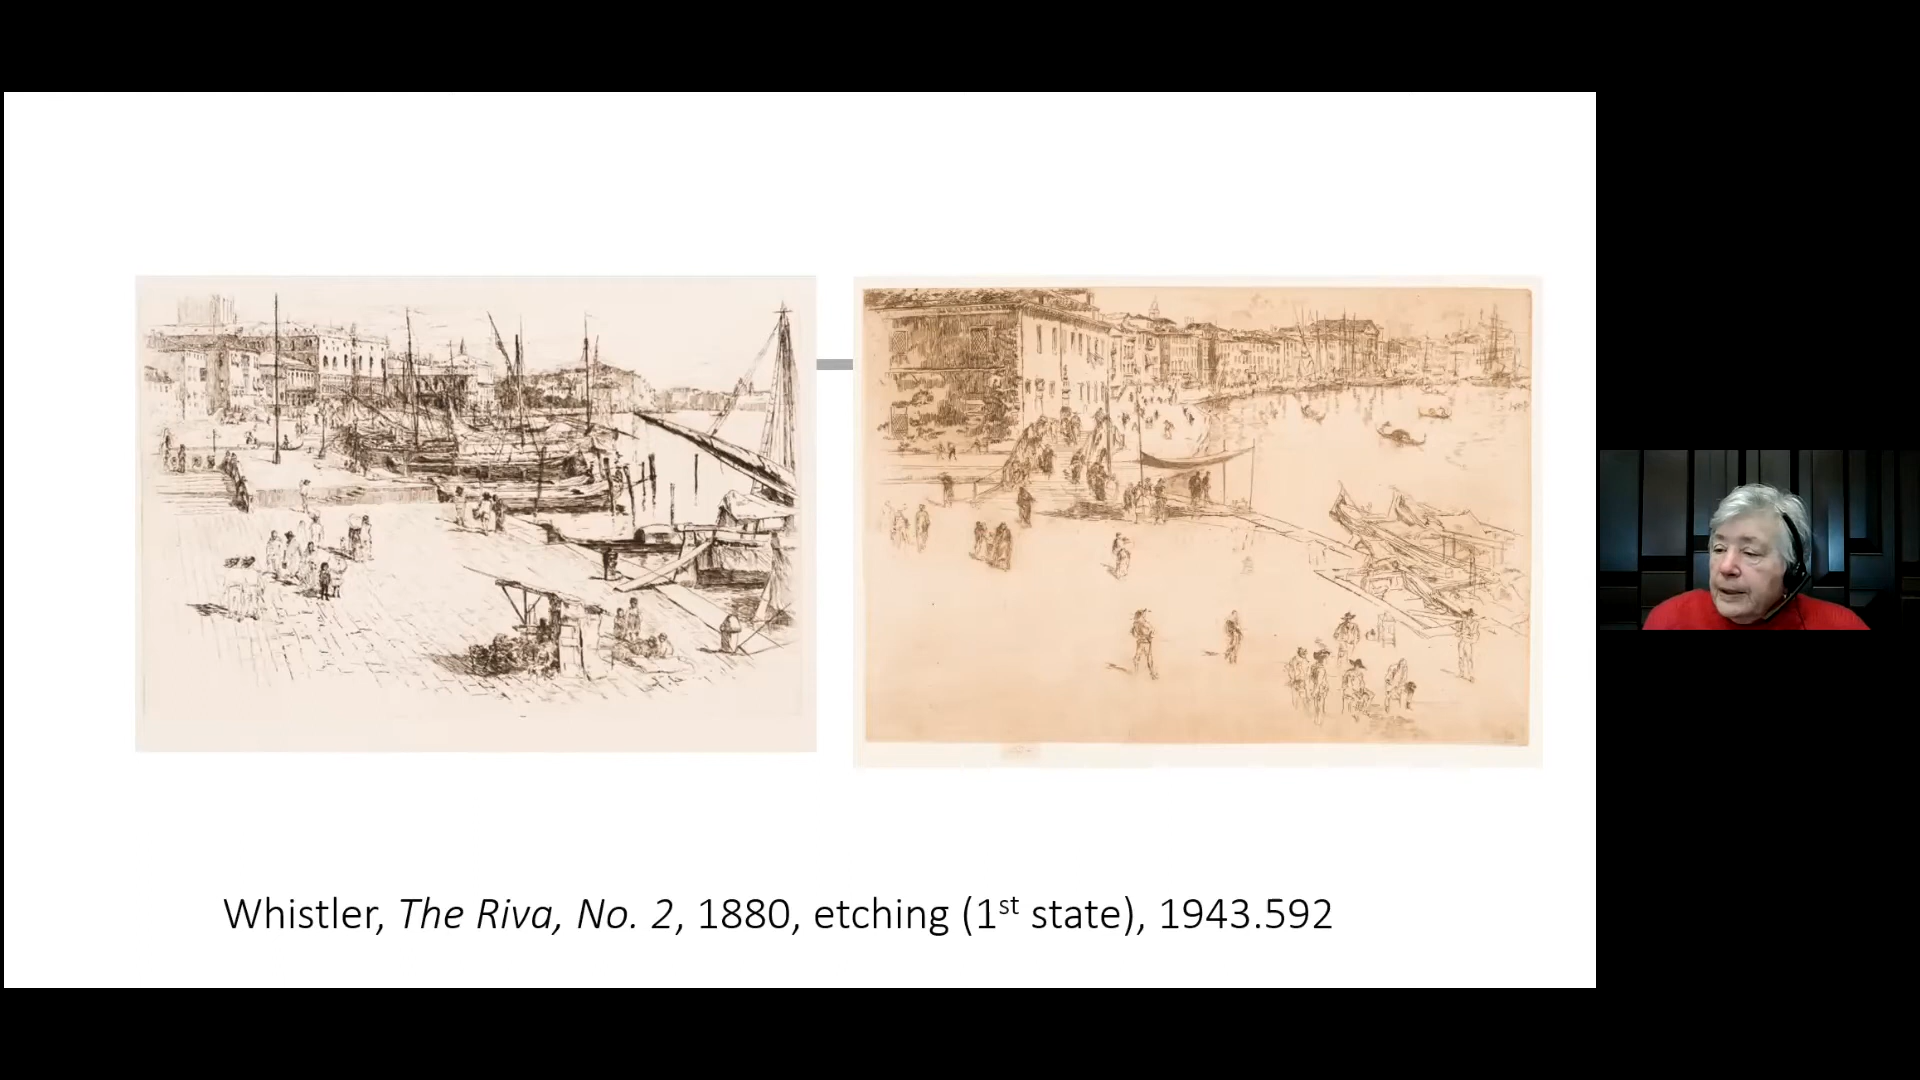 Whistler, The Riva, No. 2, 1880, etching (1st state), 1943.592